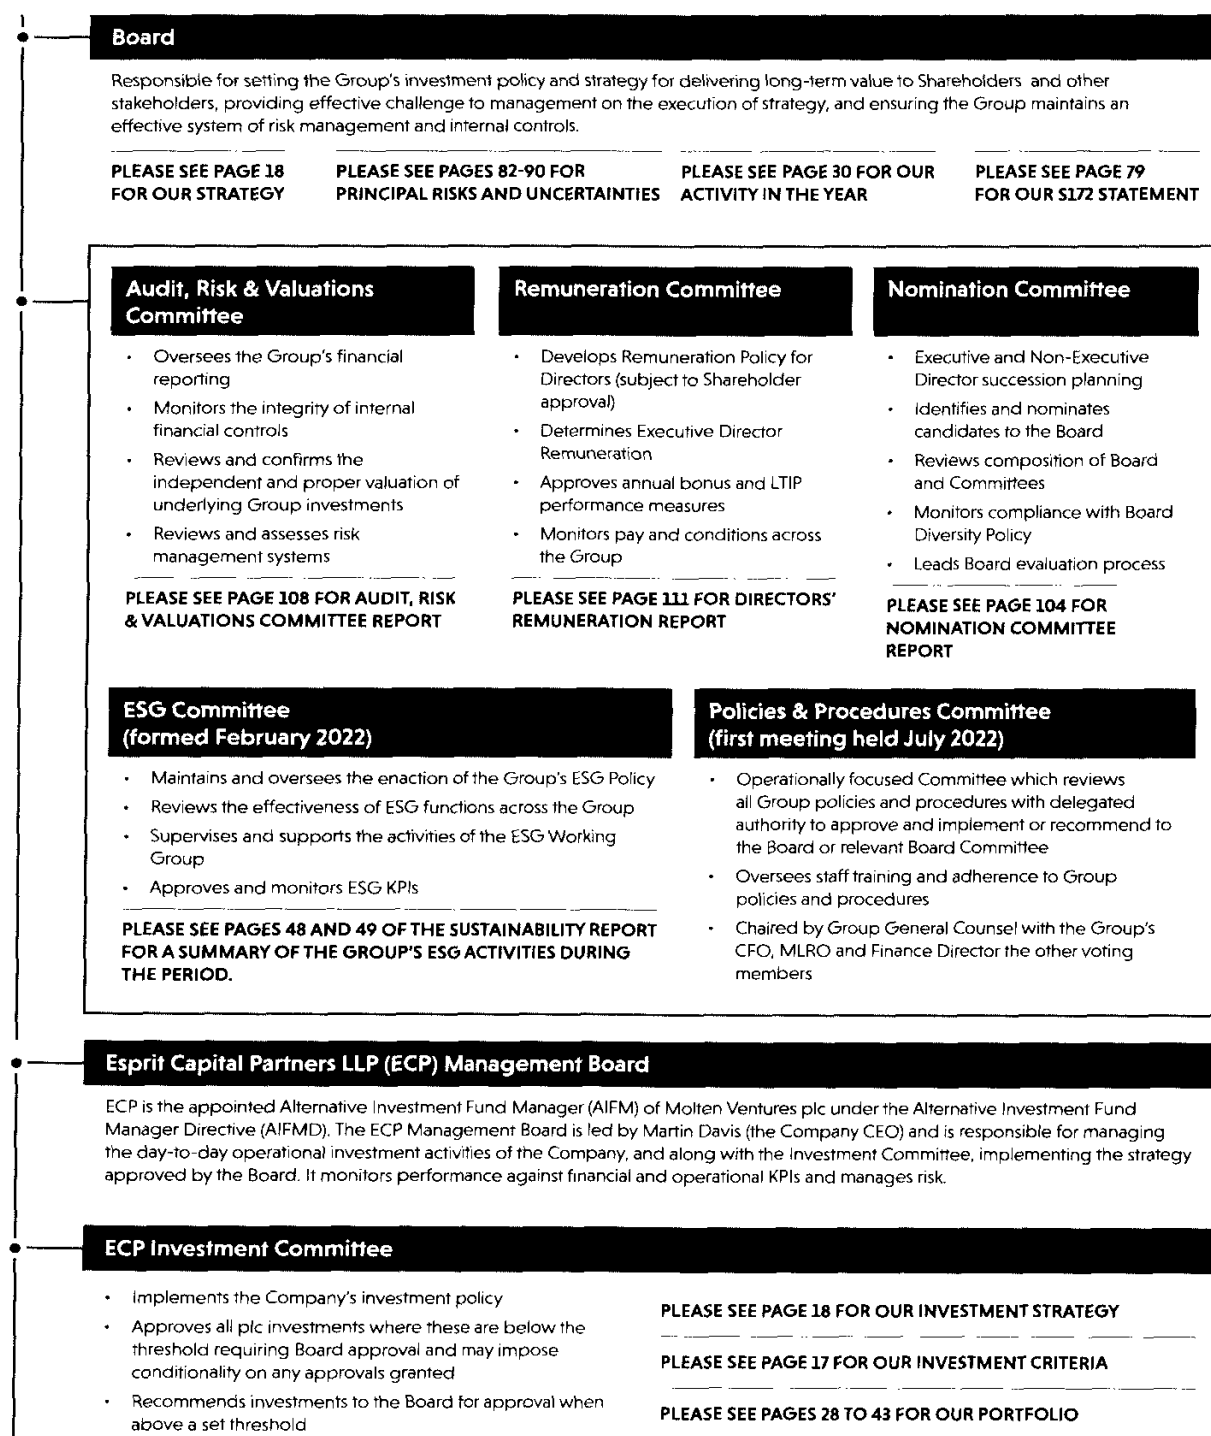 Board
Responsible for setting the Group's investment policy and strategy for delivering long-term value to Shareholders and other
stakeholders, providing effective challenge to management on the execution of strategy, and ensuring the Group maintains an
effective system of risk management and internal controls.
PLEASE SEE PAGE 18
FOR OUR STRATEGY
PLEASE SEE PAGES 82-90 FOR
PRINCIPAL RISKS AND UNCERTAINTIES
PLEASE SEE PAGE 30 FOR OUR
ACTIVITY IN THE YEAR
PLEASE SEE PAGE 79
FOR OUR S172 STATEMENT
Audit, Risk & Valuations
Committee
• Oversees the Group's financial
reporting
• Monitors the integrity of internal
financial controls
• Reviews and confirms the
independent and proper valuation of
underlying Group investments
• Reviews and assesses risk
management systems
PLEASE SEE PAGE 108 FOR AUDIT, RISK
& VALUATIONS COMMITTEE REPORT
Remuneration Committee
• Develops Remuneration Policy for
Directors (subject to Shareholder
approval)
• Determines Executive Director
Remuneration
• Approves annual bonus and LTIP
performance measures
• Monitors pay and conditions across
the Group
PLEASE SEE PAGE 111 FOR DIRECTORS'
REMUNERATION REPORT
Nomination Committee
• Executive and Non-Executive
Director succession planning
• Identifies and nominates
candidates to the Board
• Reviews composition of Board
and Committees
• Monitors compliance with Board
Diversity Policy
• Leads Board evaluation process
PLEASE SEE PAGE 104 FOR
NOMINATION COMMITTEE
REPORT
ESG Committee
(formed February 2022)
• Maintains and oversees the enaction of the Group's ESG Policy
• Reviews the effectiveness of ESG functions across the Group
• Supervises and supports the activities of the ESG Working
Group
• Approves and monitors ESG KPIs
PLEASE SEE PAGES 48 AND 49 OF THE SUSTAINABILITY REPORT
FOR A SUMMARY OF THE GROUP'S ESG ACTIVITIES DURING
THE PERIOD.
Policies & Procedures Committee
(first meeting held July 2022)
• Operationally focused Committee which reviews
all Group policies and procedures with delegated
authority to approve and implement or recommend to
the Board or relevant Board Committee
• Oversees staff training and adherence to Group
policies and procedures
• Chaired by Group General Counsel with the Group's
CFO, MLRO and Finance Director the other voting
members
Esprit Capital Partners LLP (ECP) Management Board
ECP is the appointed Alternative Investment Fund Manager (AIFM) of Molten Ventures plc under the Alternative Investment Fund
Manager Directive (AIFMD). The ECP Management Board is led by Martin Davis (the Company CEO) and is responsible for managing
the day-to-day operational investment activities of the Company, and along with the Investment Committee, implementing the strategy
approved by the Board. It monitors performance against financial and operational KPIs and manages risk.
ECP Investment Committee
• Implements the Company's investment policy
• Approves all plc investments where these are below the
threshold requiring Board approval and may impose
conditionality on any approvals granted
• Recommends investments to the Board for approval when
above a set threshold
PLEASE SEE PAGE 18 FOR OUR INVESTMENT STRATEGY
PLEASE SEE PAGE 17 FOR OUR INVESTMENT CRITERIA
PLEASE SEE PAGES 28 TO 43 FOR OUR PORTFOLIO